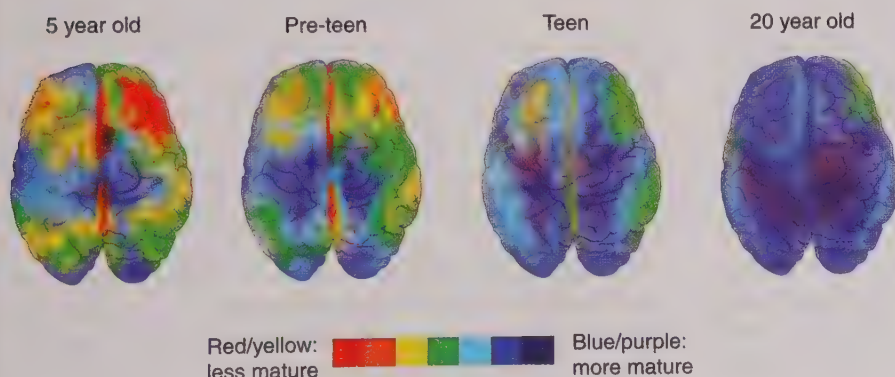 5 year old
Pre-teen
Teen
20 year old
Red/yellow:
less mature
Blue/purple:
more mature